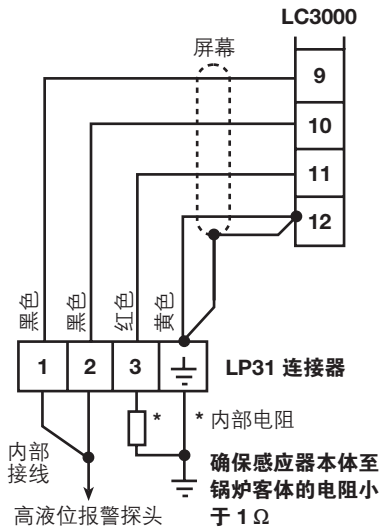 LC3000
屏幕
9
10
11
12
黑色
黑色
红色
黄色
1
2
3
LP31 连接器
*
* 内部电阻
内部
接线
确保感应器本体至
锅炉客体的电阻小
于 1 Ω
高液位报警探头